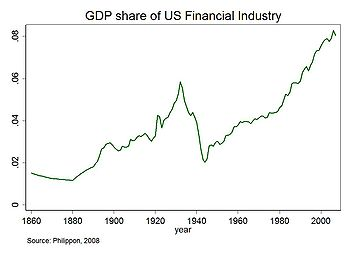 GDP share of US Financial Industry
.08
.06
.04
.02
0
1860 1880 1900 1920 1940 1960 1980 2000
year
Source: Philippon, 2008